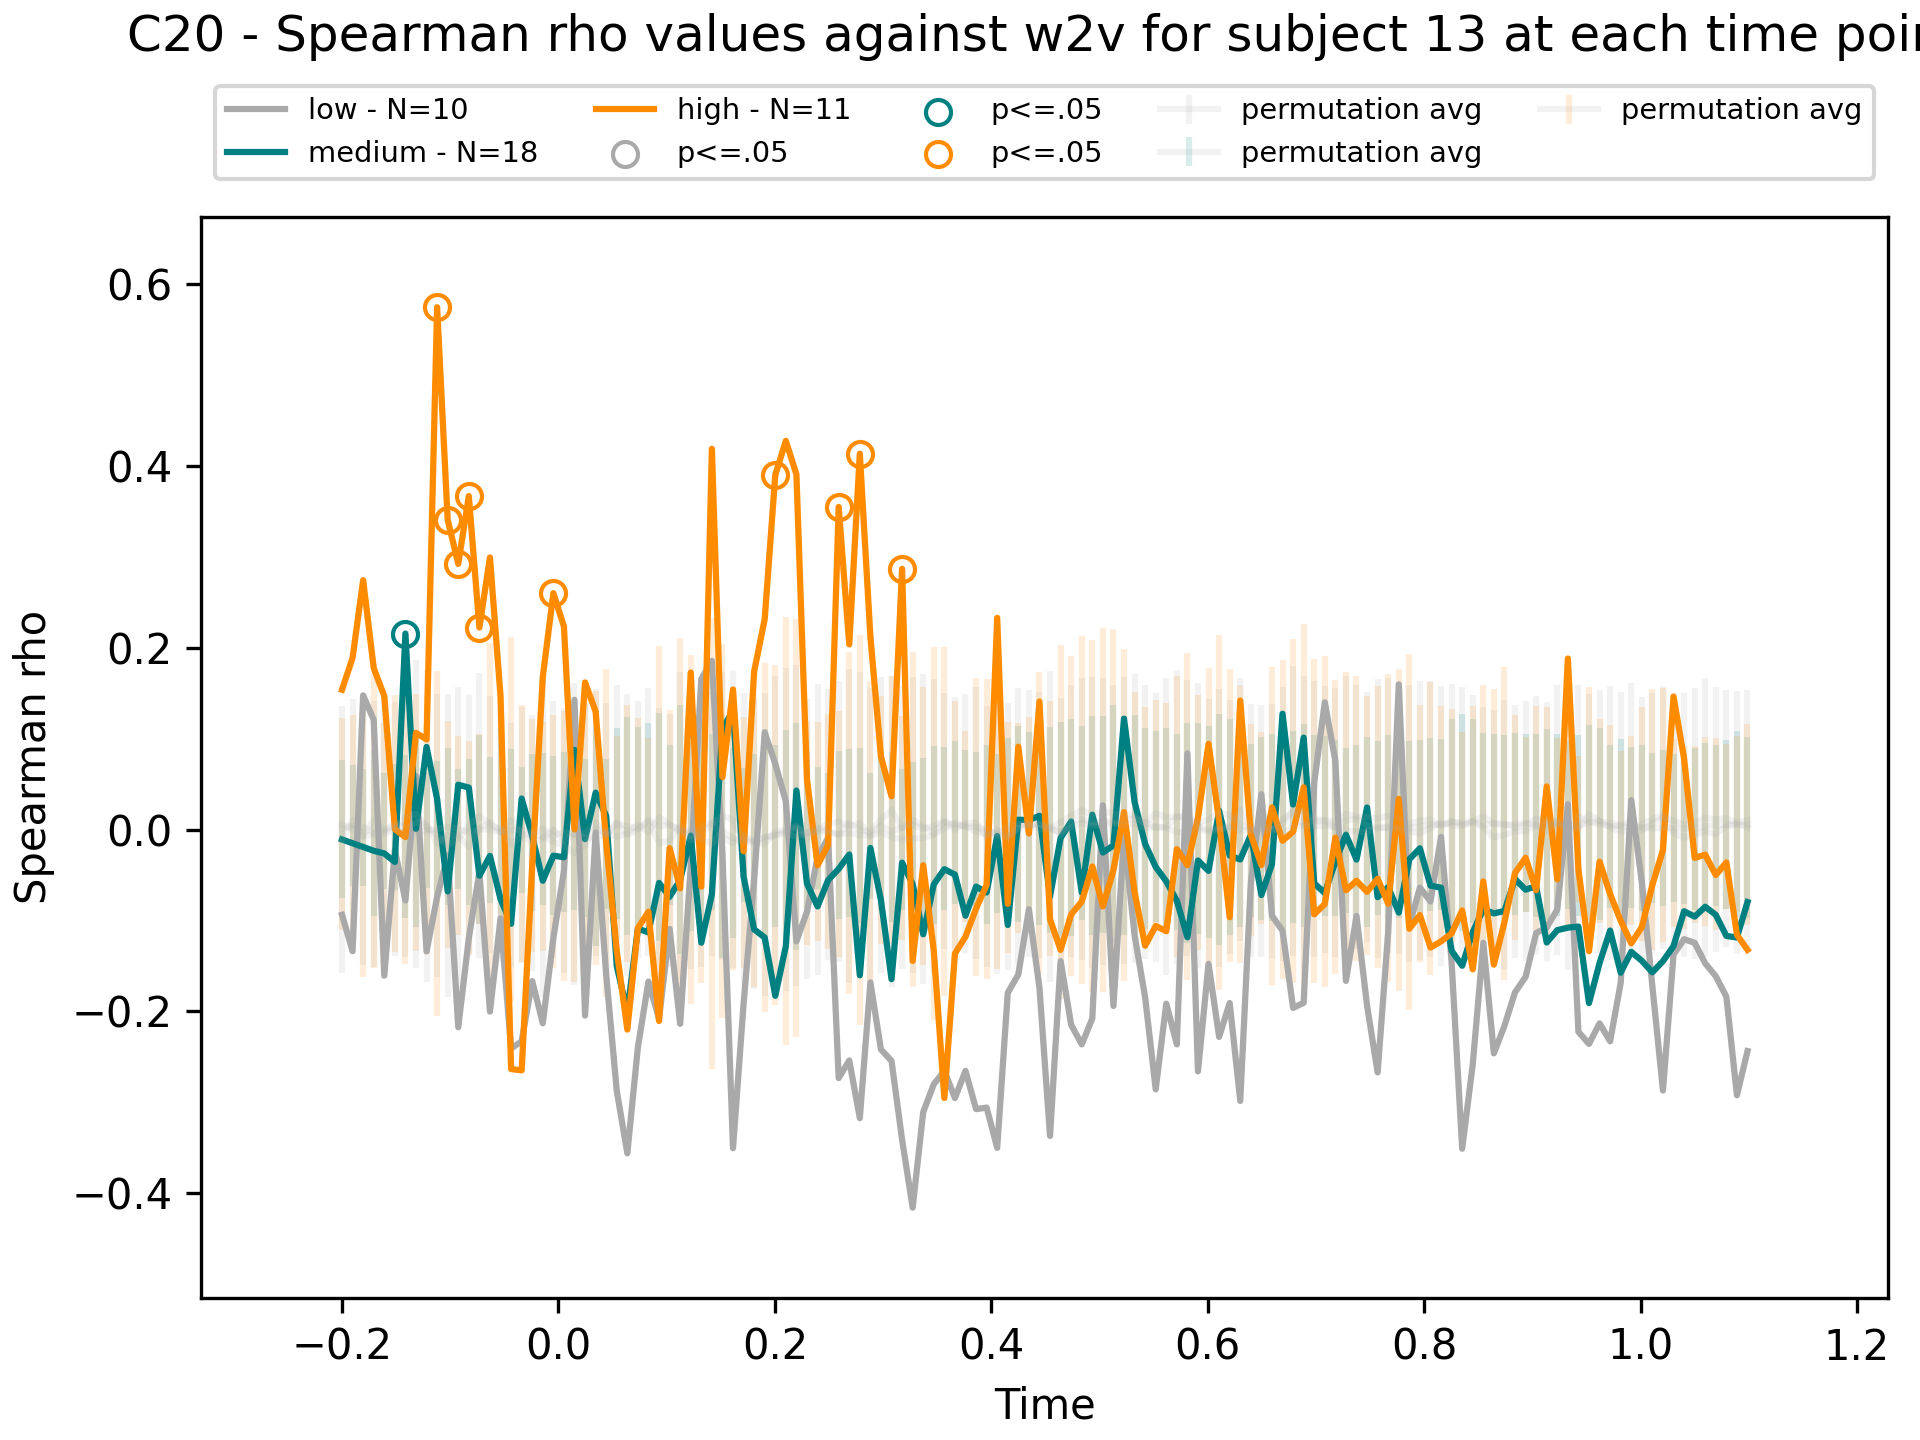 C20 - Spearman rho values against w2v for subject 13 at each time poi
low - N=10
medium - N=18
high - N=11
p<=.05
p<=.05
p<=.05
permutation avg
permutation avg
permutation avg
Spearman rho
0.6
0.4
0.2
0.0
−0.2
−0.4
−0.2 0.0 0.2 0.4 0.6 0.8 1.0 1.2
Time